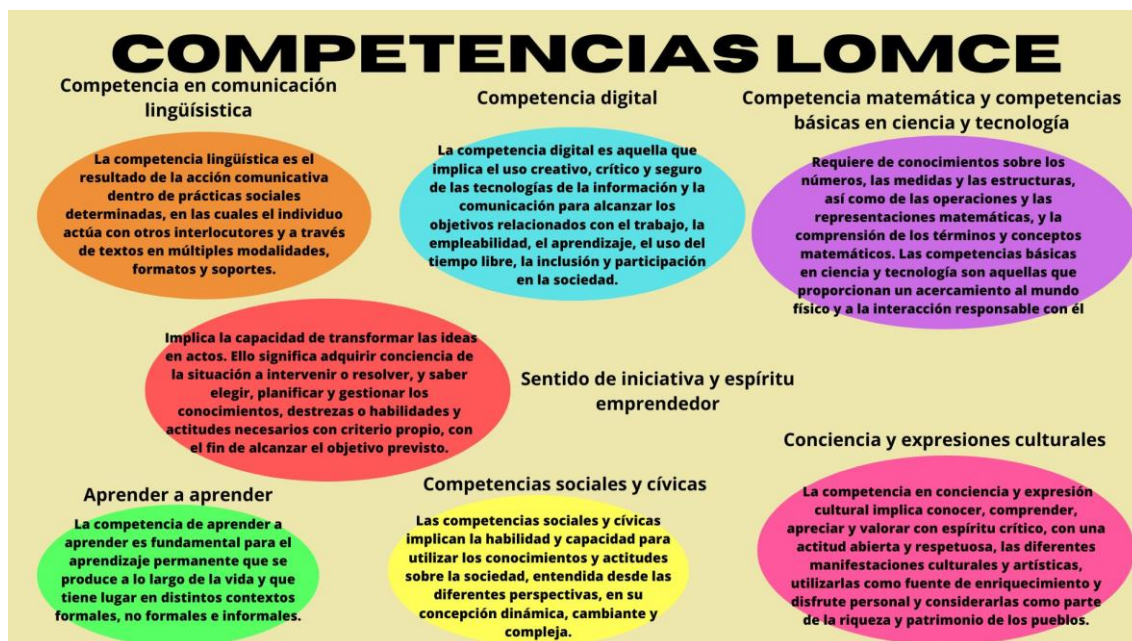 COMPETENCIAS LOMCE
Competencia en comunicación
lingüísistica
La competencia lingüística es el
resultado de la acción comunicativa
dentro de prácticas sociales
determinadas, en las cuales el individuo
actúa con otros interlocutores y a través
de textos en múltiples modalidades,
formatos y soportes.
Competencia digital
La competencia digital es aquella que
implica el uso creativo, crítico y seguro
de las tecnologías de la información y la
comunicación para alcanzar los
objetivos relacionados con el trabajo, la
empleabilidad, el aprendizaje, el uso del
tiempo libre, la inclusión y participación
en la sociedad.
Competencia matemática y competencias
básicas en ciencia y tecnología
Requiere de conocimientos sobre los
números, las medidas y las estructuras,
así como de las operaciones y las
representaciones matemáticas, y la
comprensión de los términos y conceptos
matemáticos. Las competencias básicas
en ciencia y tecnología son aquellas que
proporcionan un acercamiento al mundo
físico y a la interacción responsable con él
Implica la capacidad de transformar las ideas
en actos. Ello significa adquirir conciencia de
la situación a intervenir o resolver, y saber
elegir, planificar y gestionar los
conocimientos, destrezas o habilidades y
actitudes necesarios con criterio propio, con
el fin de alcanzar el objetivo previsto.
Sentido de iniciativa y espíritu
emprendedor
Aprender a aprender
La competencia de aprender a
aprender es fundamental para el
aprendizaje permanente que se
produce a lo largo de la vida y que
tiene lugar en distintos contextos
formales, no formales e informales.
Competencias sociales y cívicas
Las competencias sociales y cívicas
implican la habilidad y capacidad para
utilizar los conocimientos y actitudes
sobre la sociedad, entendida desde las
diferentes perspectivas, en su
concepción dinámica, cambiante y
compleja.
Conciencia y expresiones culturales
La competencia en conciencia y expresión
cultural implica conocer, comprender,
apreciar y valorar con espíritu crítico, con una
actitud abierta y respetuosa, las diferentes
manifestaciones culturales y artísticas,
utilizarlas como fuente de enriquecimiento y
disfrute personal y considerarlas como parte
de la riqueza y patrimonio de los pueblos.